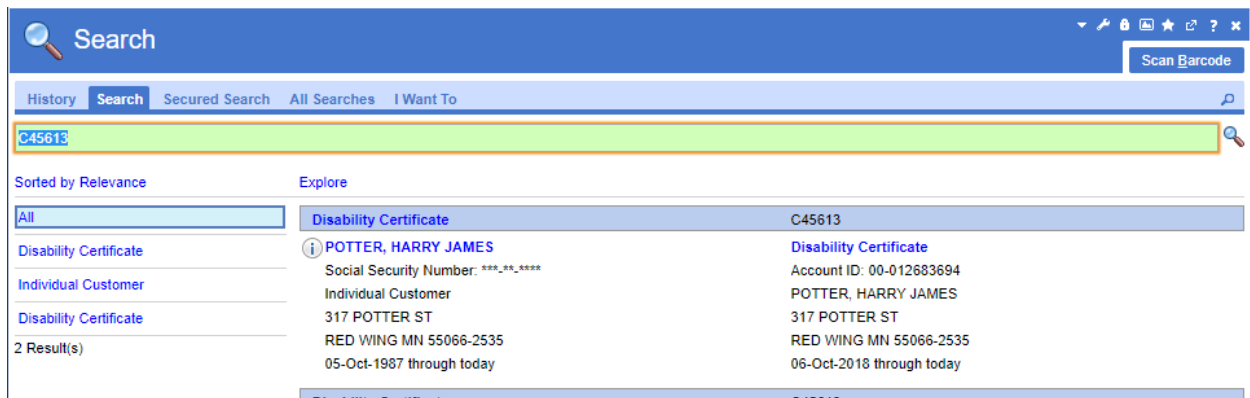 Search
?
Scan Barcode
History Search Secured Search All Searches I Want To
C45613
Sorted by Relevance Explore
All
Disability Certificate
Individual Customer
Disability Certificate
2 Result(s)
Disability Certificate C45613
POTTER, HARRY JAMES
Social Security Number: ***-**-****
Individual Customer
317 POTTER ST
RED WING MN 55066-2535
05-Oct-1987 through today
Disability Certificate
Account ID: 00-012683694
POTTER, HARRY JAMES
317 POTTER ST
RED WING MN 55066-2535
06-Oct-2018 through today